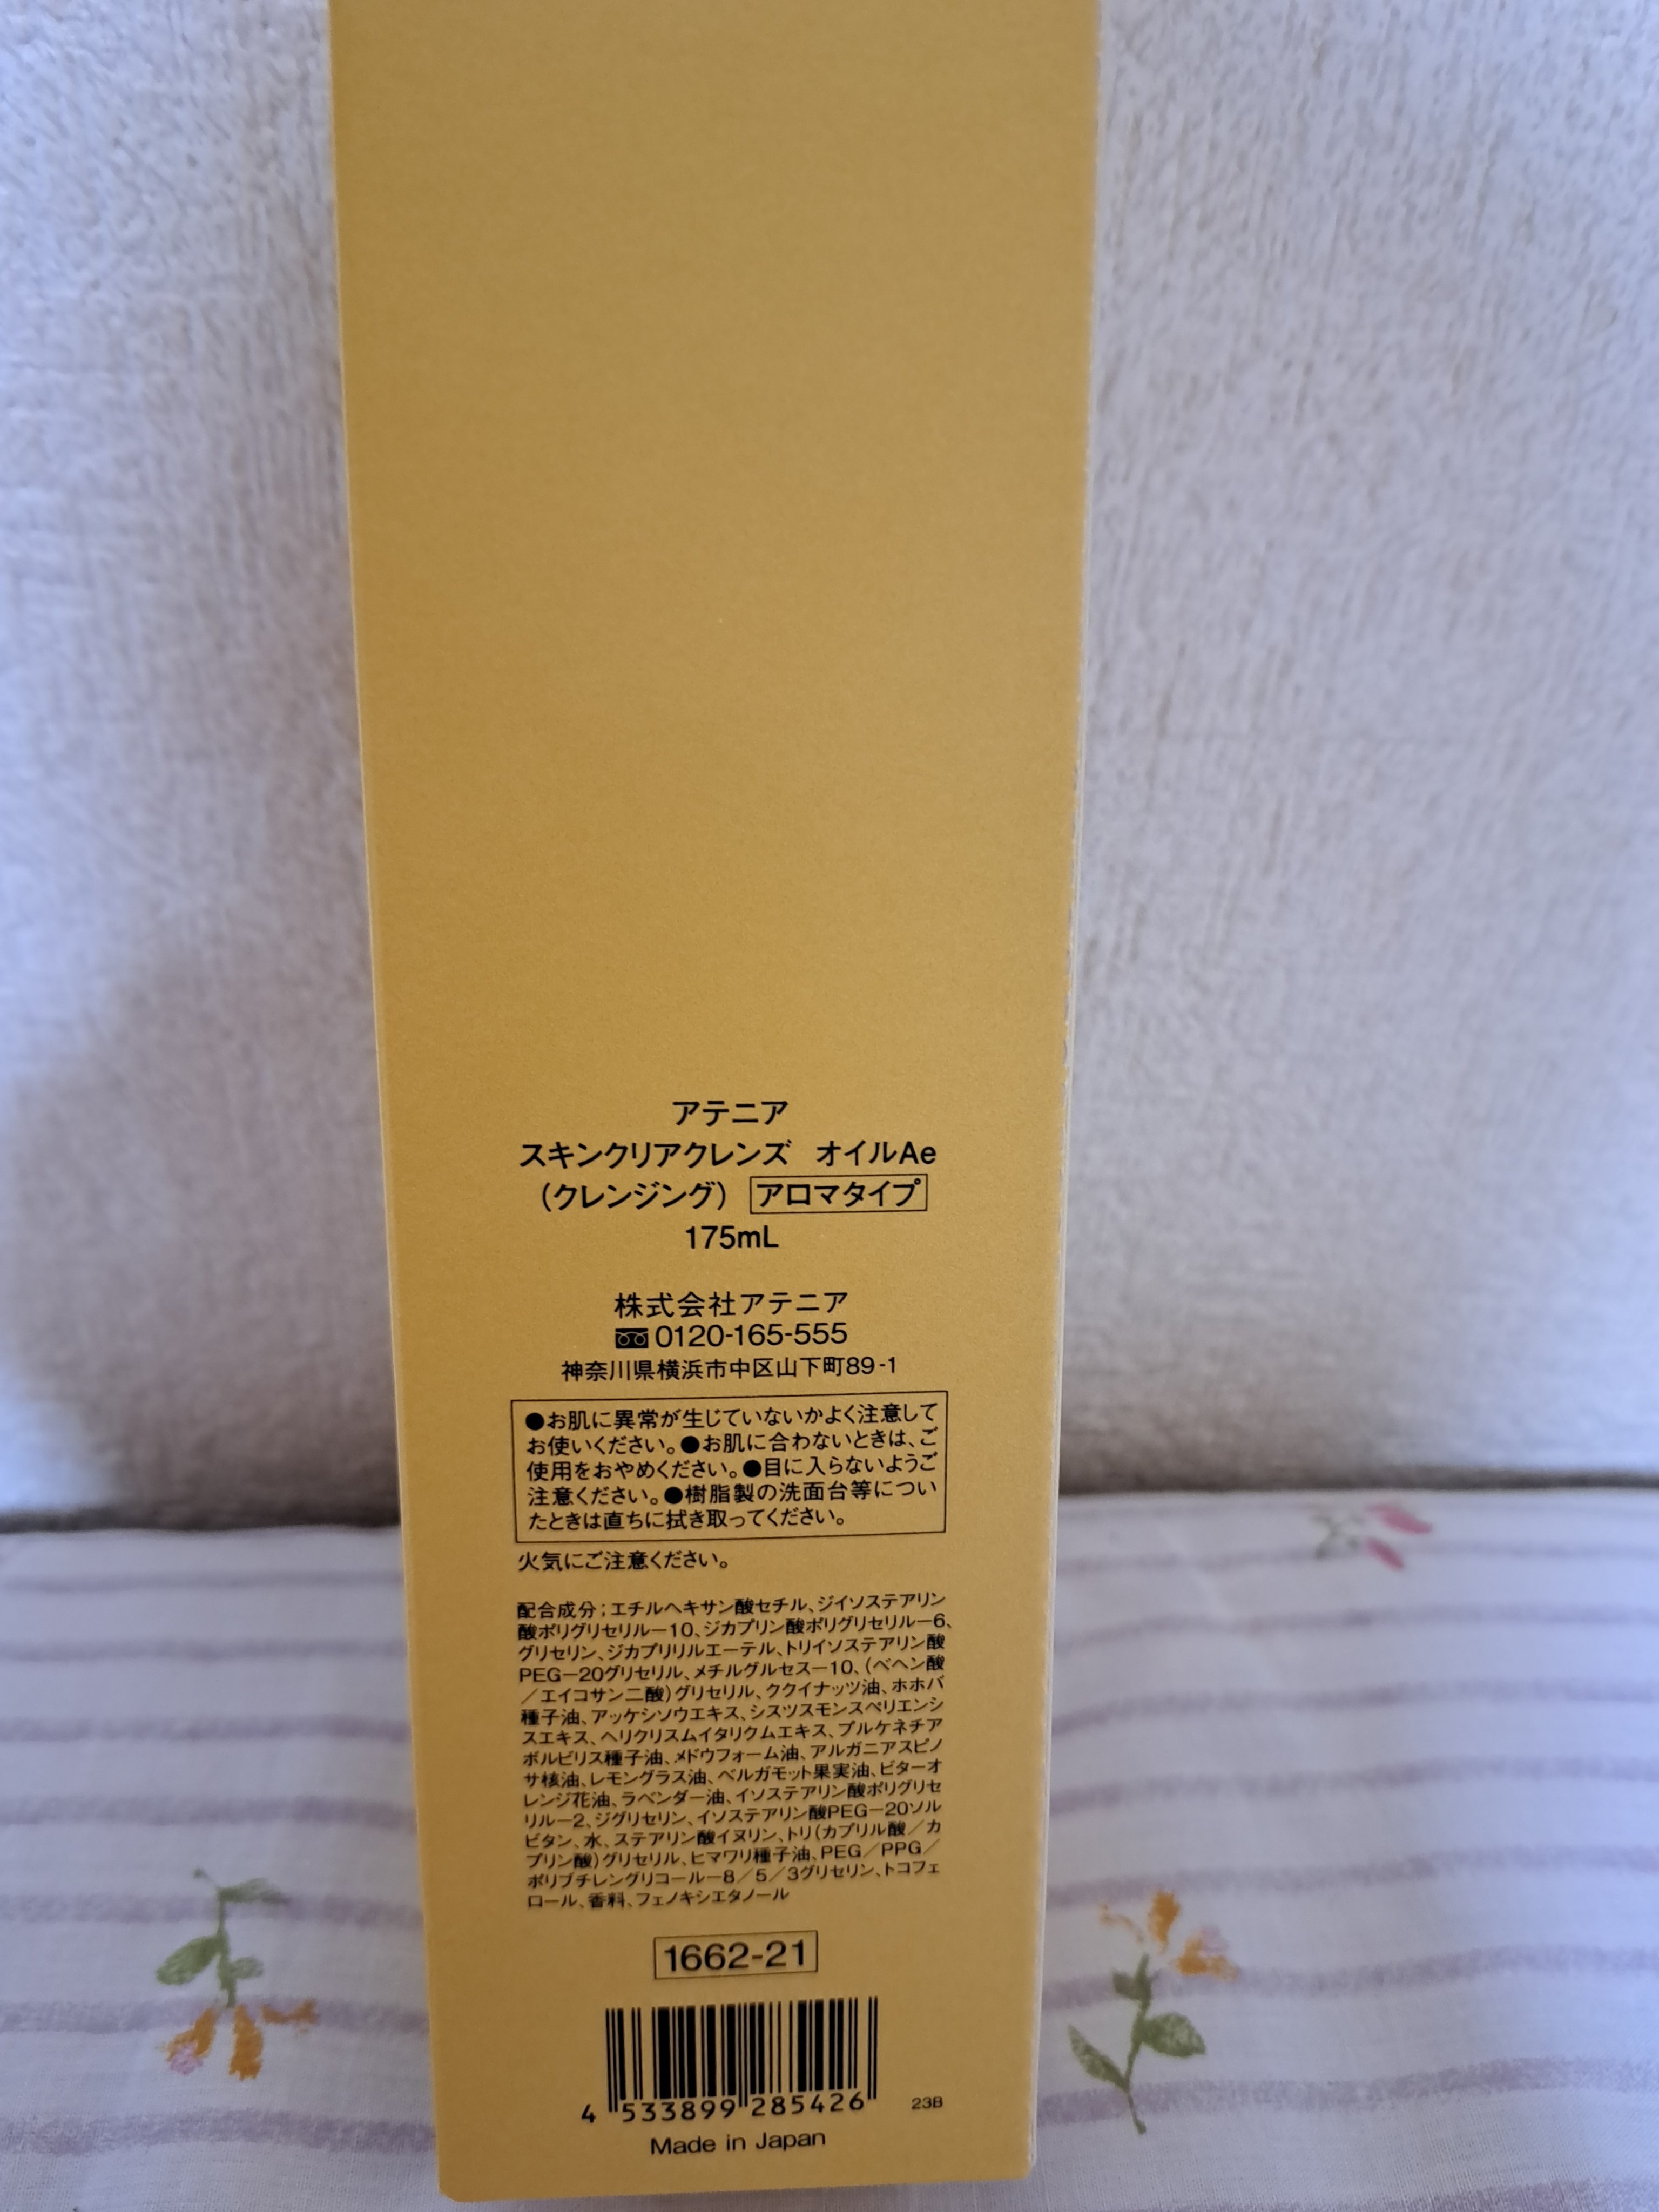 アテニア
スキンクリアクレンズ オイルAe
(クレンジング) アロマタイプ
175mL
株式会社アテニア
0120-165-555
神奈川県横浜市中区山下町89-1
●お肌に異常が生じていないかよく注意して
お使いください。●お肌に合わないときは、ご
使用をおやめください。●目に入らないようご
注意ください。●樹脂製の洗面台等につい
たときは直ちに拭き取ってください。
火気にご注意ください。
配合成分;エチルヘキサン酸セチル、ジイソステアリン
酸ポリグリセリル－10、ジカプリン酸ポリグリセリル－6、
グリセリン、ジカプリリルエーテル、トリイソステアリン酸
PEG－20グリセリル、メチルグルセス－10、(ベヘン酸
／エイコサン二酸)グリセリル、ククイナッツ油、ホホバ
種子油、アッケシソウエキス、シスツスモンスペリエンシ
スエキス、ヘリクリスムイタリクムエキス、プルケネチア
ボルビリス種子油、メドウフォーム油、アルガニアスピノ
サ核油、レモングラス油、ベルガモット果実油、ビターオ
レンジ花油、ラベンダー油、イソステアリン酸ポリグリセ
リル－2、ジグリセリン、イソステアリン酸PEG－20ソル
ビタン、水、ステアリン酸イヌリン、トリ(カプリル酸／カ
プリン酸)グリセリル、ヒマワリ種子油、PEG／PPG／
ポリブチレングリコール－8／5／3グリセリン、トコフェ
ロール、香料、フェノキシエタノール
1662-21
4 533899 285426
23B
Made in Japan